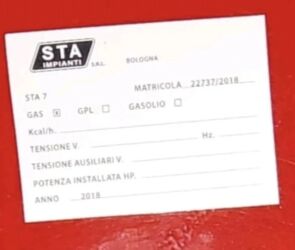 STA
IMPIANTI S.R.L. BOLOGNA
STA 7 MATRICOLA 22737/2018
GAS ☒ GPL ☐ GASOLIO ☐
Kcal/h.
TENSIONE V. Hz.
TENSIONE AUSILIARI V.
POTENZA INSTALLATA HP.
ANNO 2018